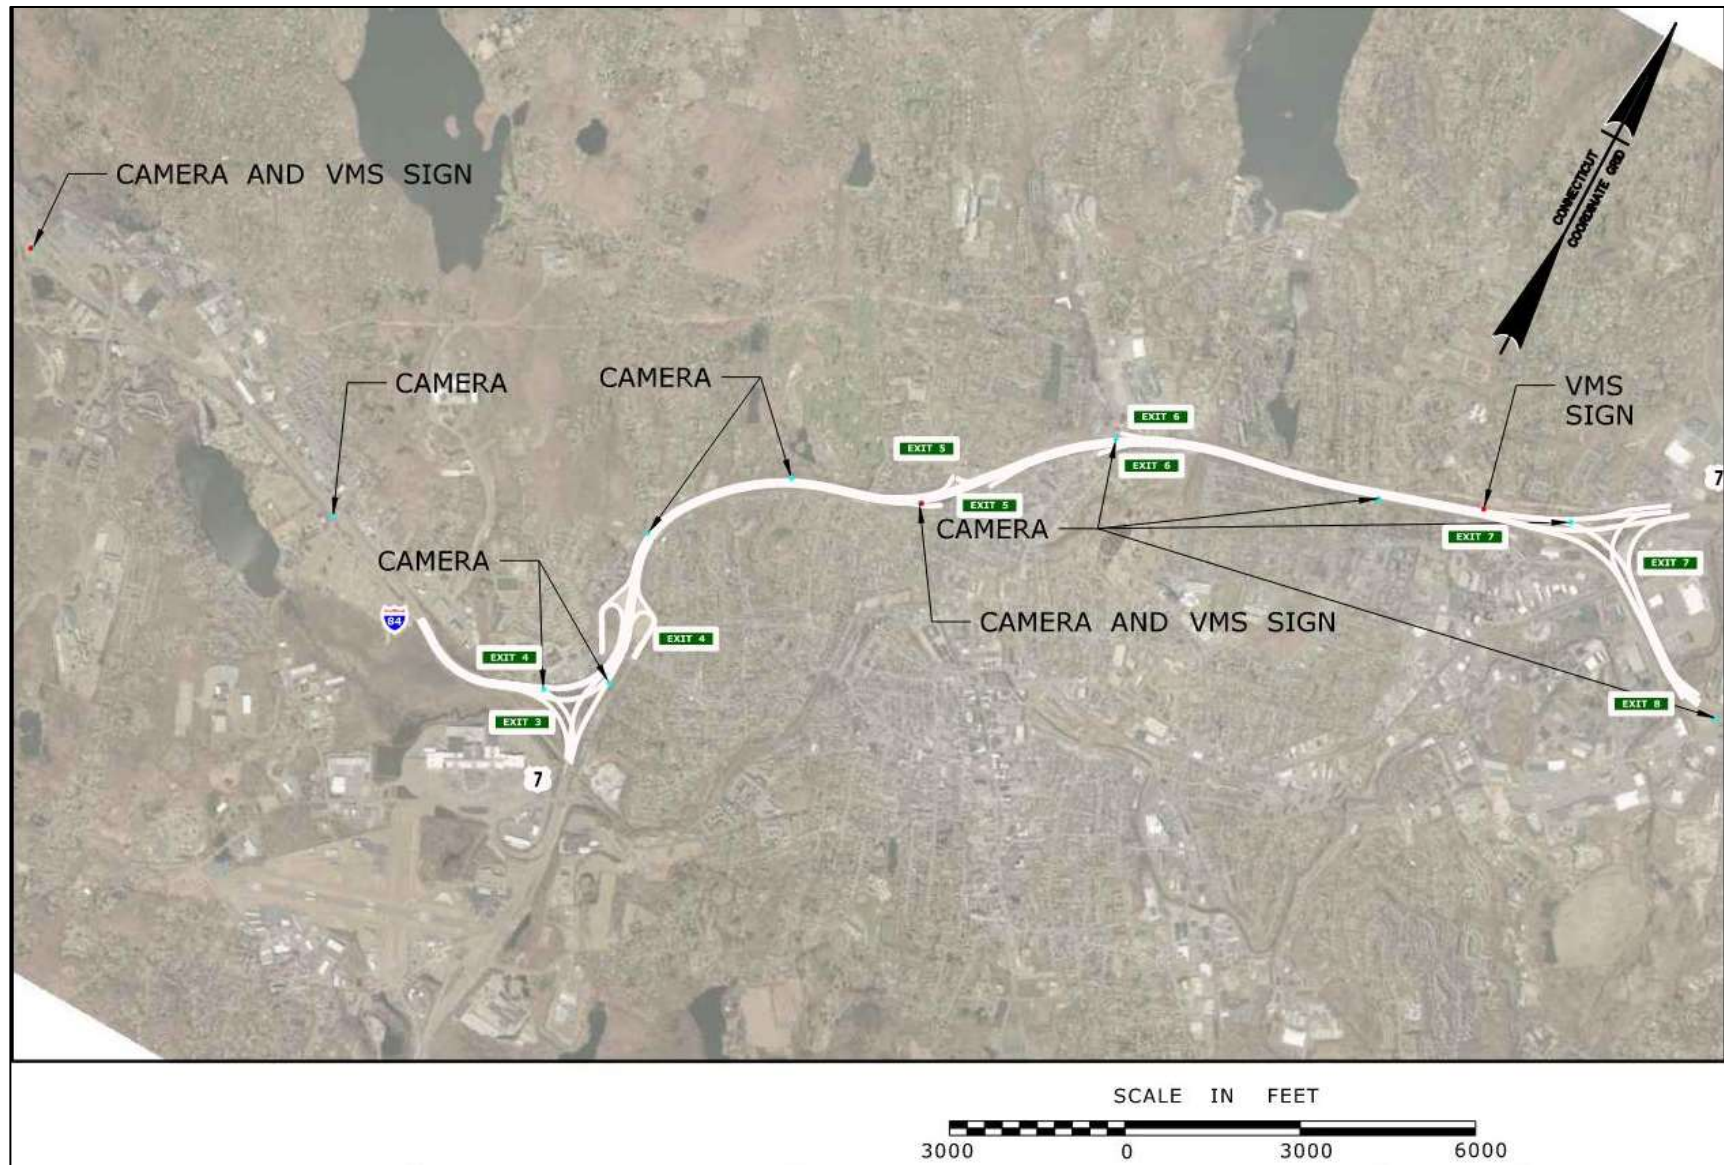 CONNECTICUT
COORDINATE GRID
CAMERA AND VMS SIGN
CAMERA
CAMERA
VMS
SIGN
EXIT 6
EXIT 5
EXIT 6
7
EXIT 5
CAMERA
EXIT 7
CAMERA
EXIT 7
84
CAMERA AND VMS SIGN
EXIT 4
EXIT 4
EXIT 8
EXIT 3
7
SCALE IN FEET
3000 0 3000 6000